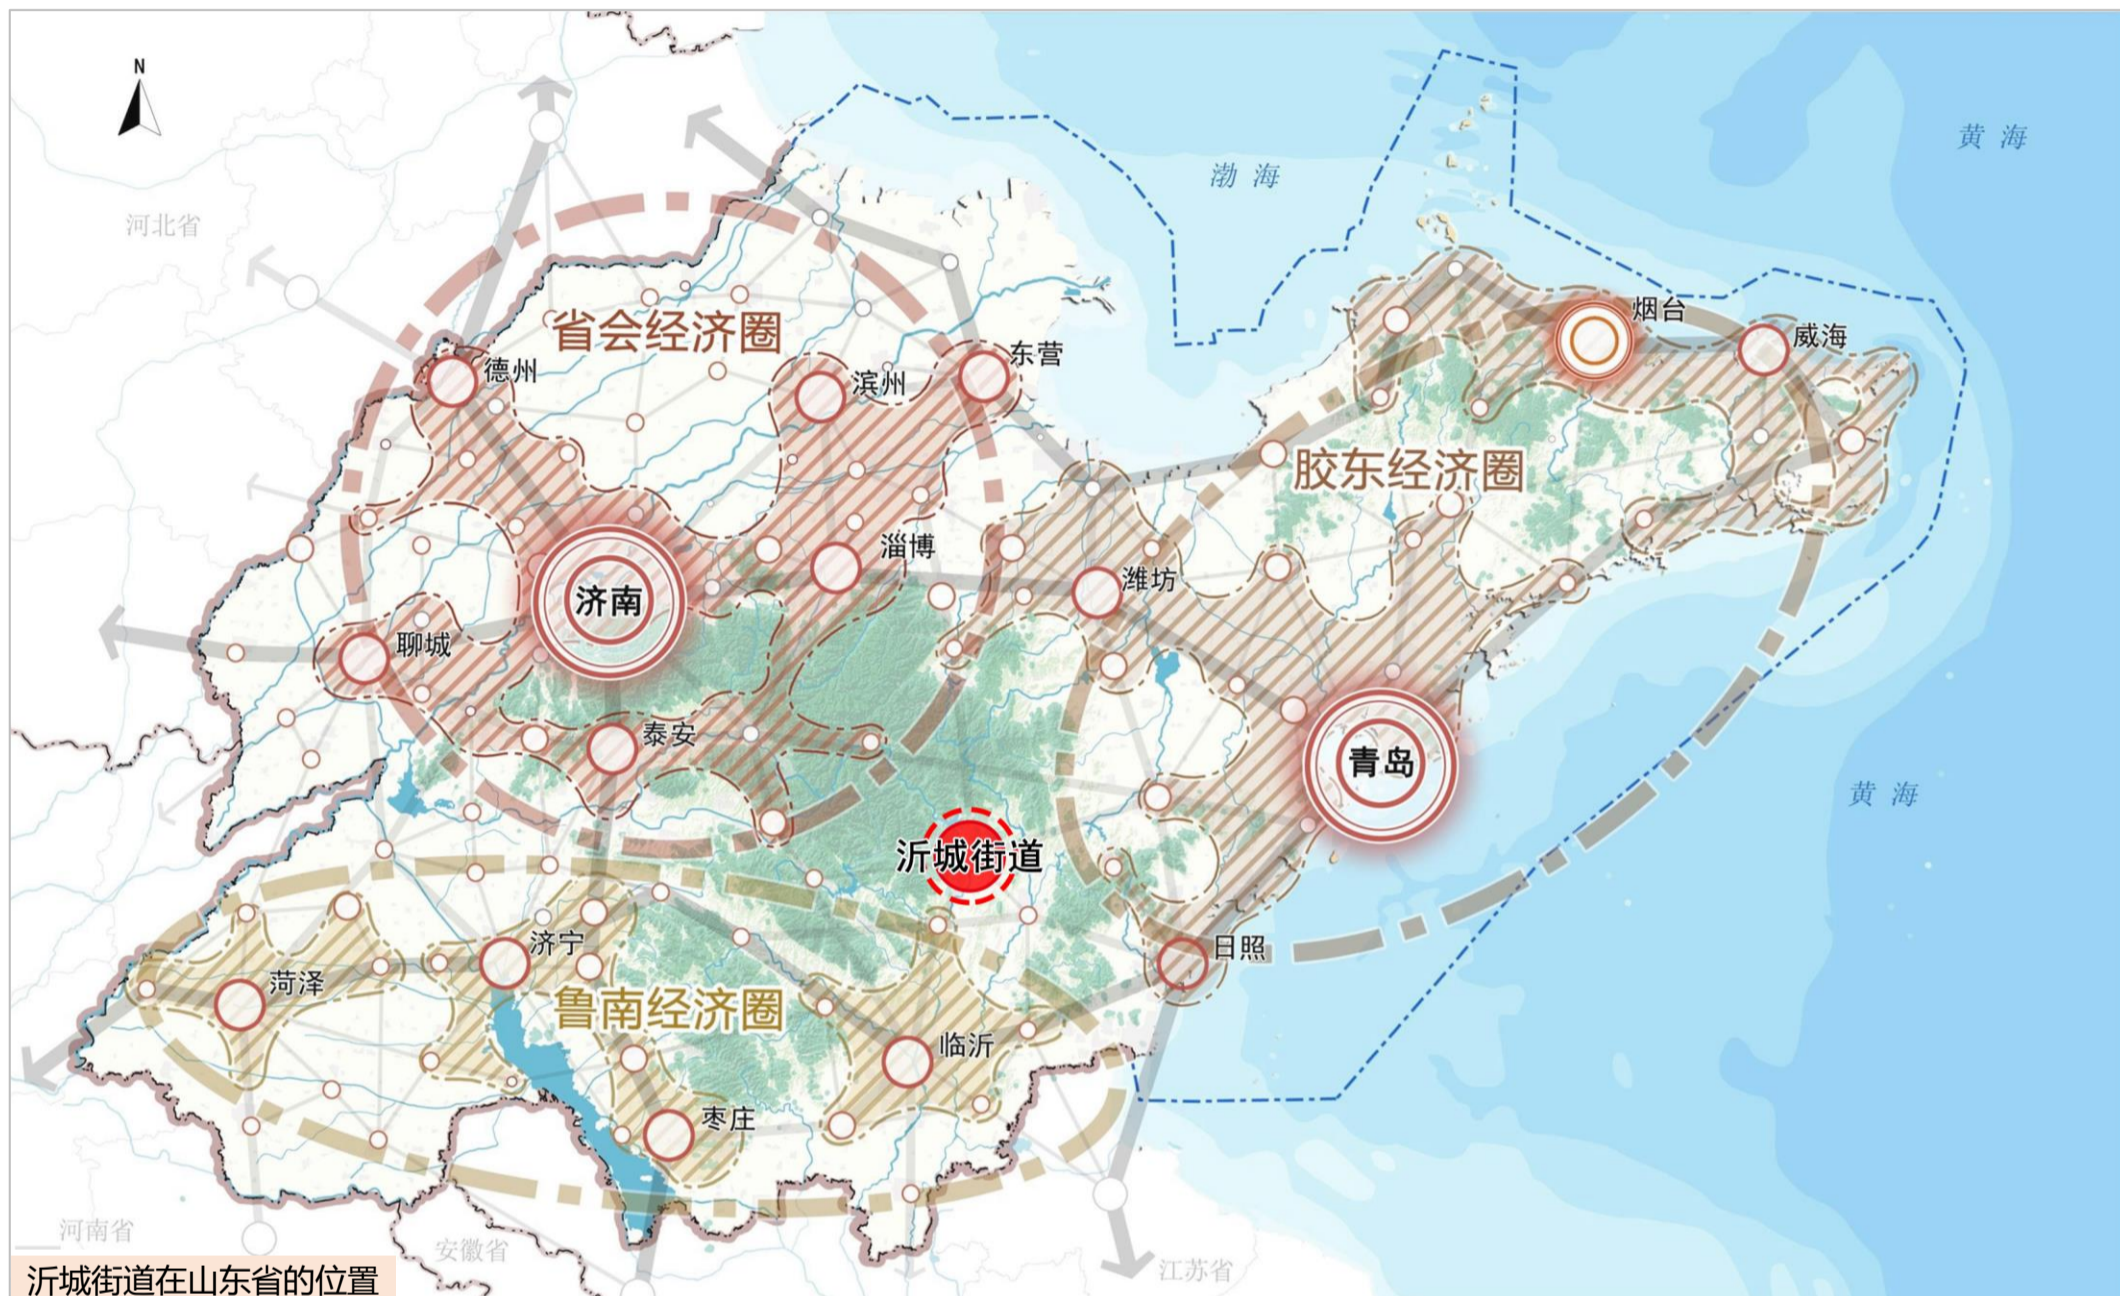 N
黄 海
渤 海
河北省
烟台
省会经济圈
威海
东营
德州
滨州
胶东经济圈
淄博
潍坊
济南
聊城
泰安
青岛
黄 海
沂城街道
济宁
日照
菏泽
鲁南经济圈
临沂
枣庄
河南省
安徽省
江苏省
沂城街道在山东省的位置